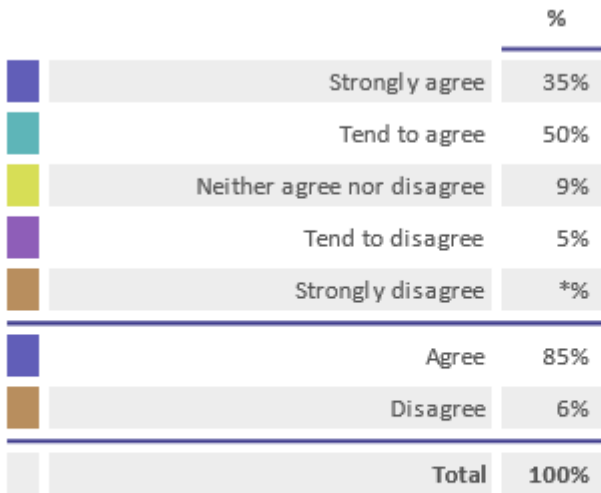 %
Strongly agree 35%
Tend to agree 50%
Neither agree nor disagree 9%
Tend to disagree 5%
Strongly disagree *%
Agree 85%
Disagree 6%
Total 100%